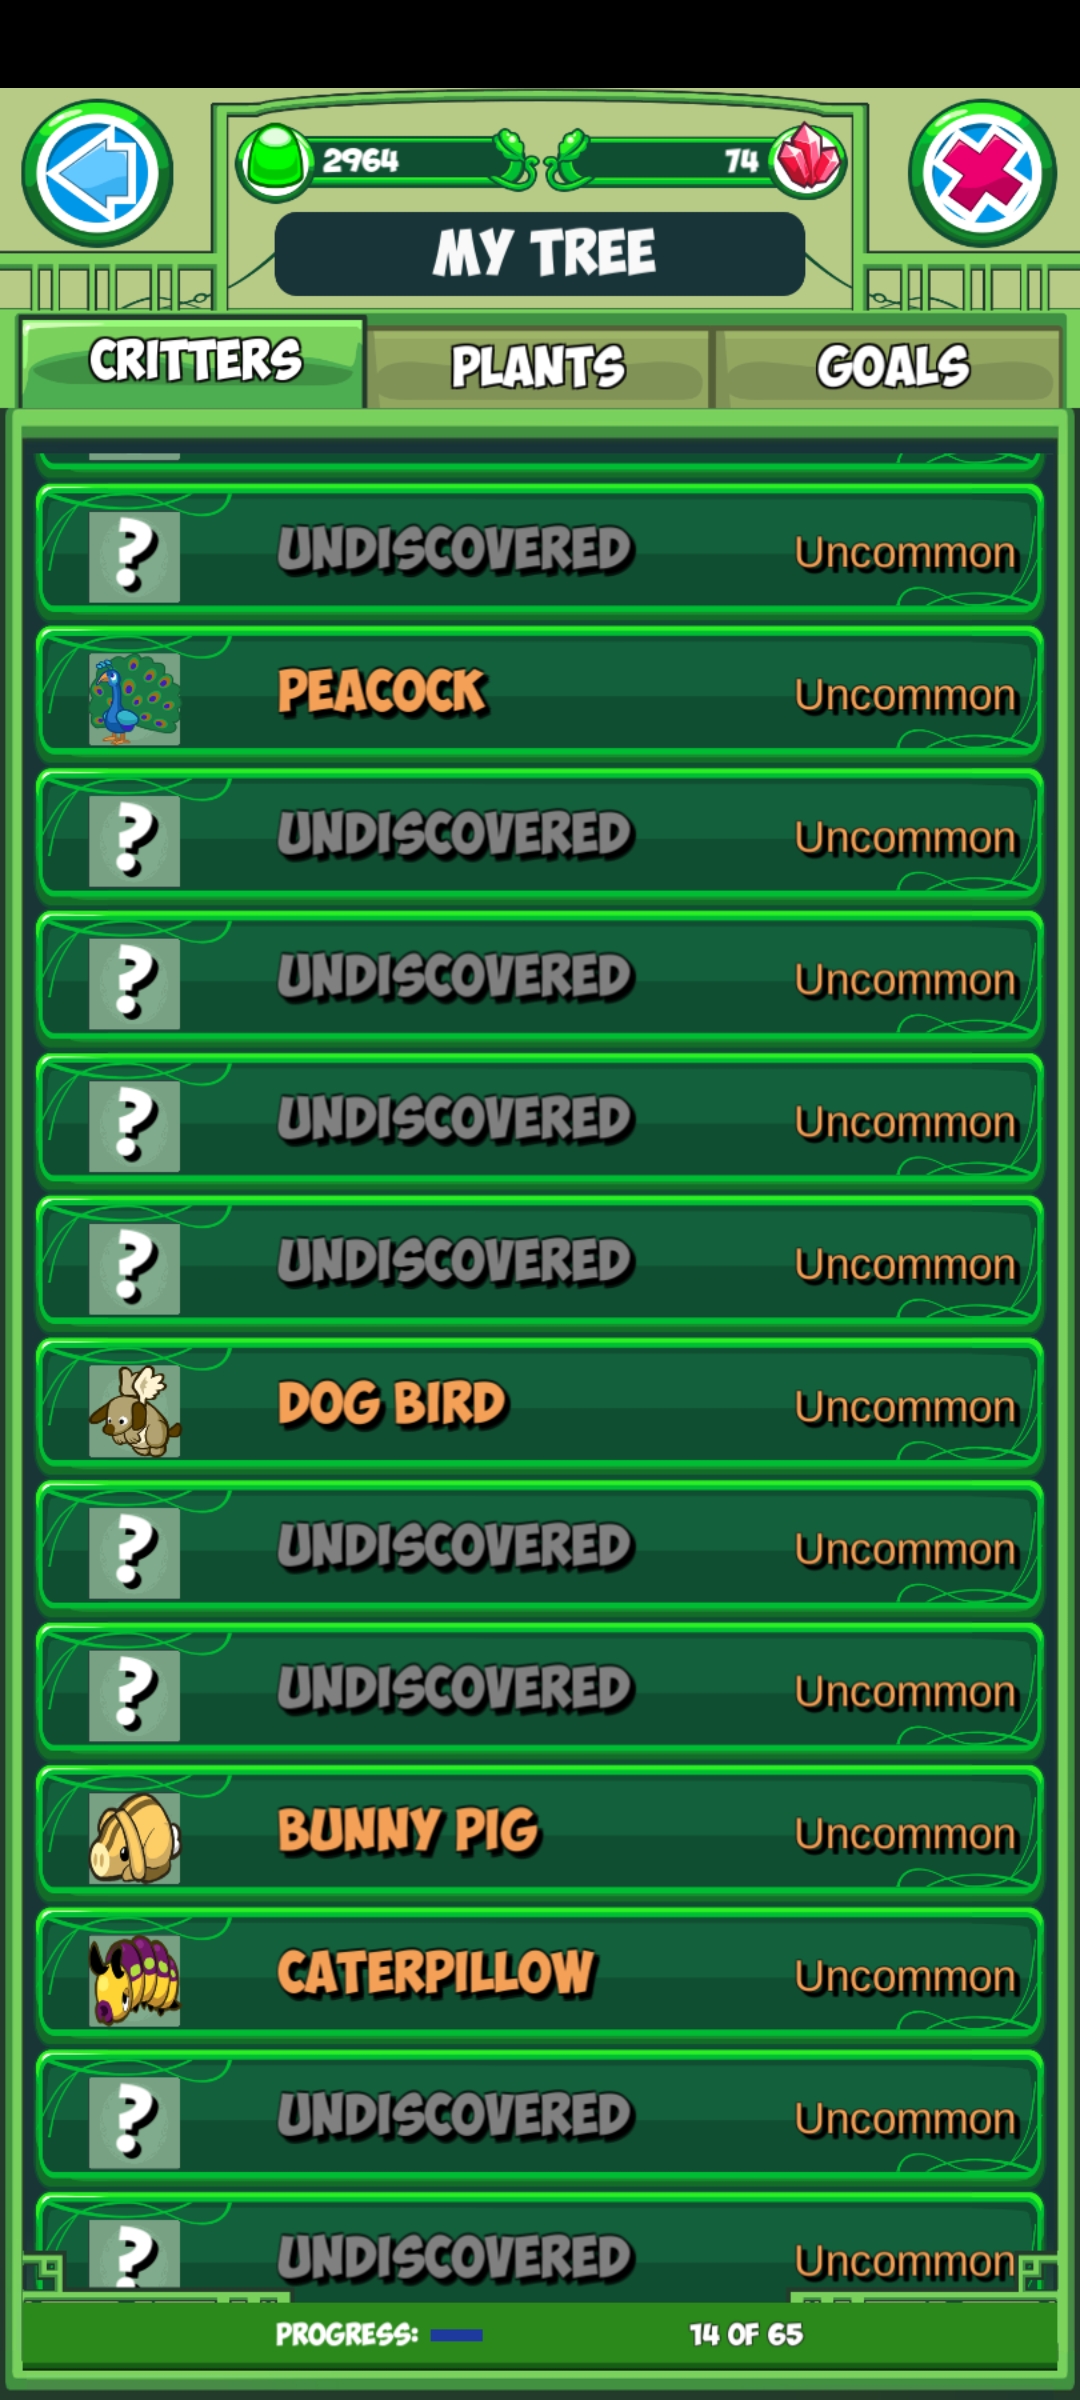 2964
74
MY TREE
CRITTERS
PLANTS
GOALS
? UNDISCOVERED Uncommon
PEACOCK Uncommon
? UNDISCOVERED Uncommon
? UNDISCOVERED Uncommon
? UNDISCOVERED Uncommon
? UNDISCOVERED Uncommon
DOG BIRD Uncommon
? UNDISCOVERED Uncommon
? UNDISCOVERED Uncommon
BUNNY PIG Uncommon
CATERPILLOW Uncommon
? UNDISCOVERED Uncommon
? UNDISCOVERED Uncommon
PROGRESS: 14 OF 65